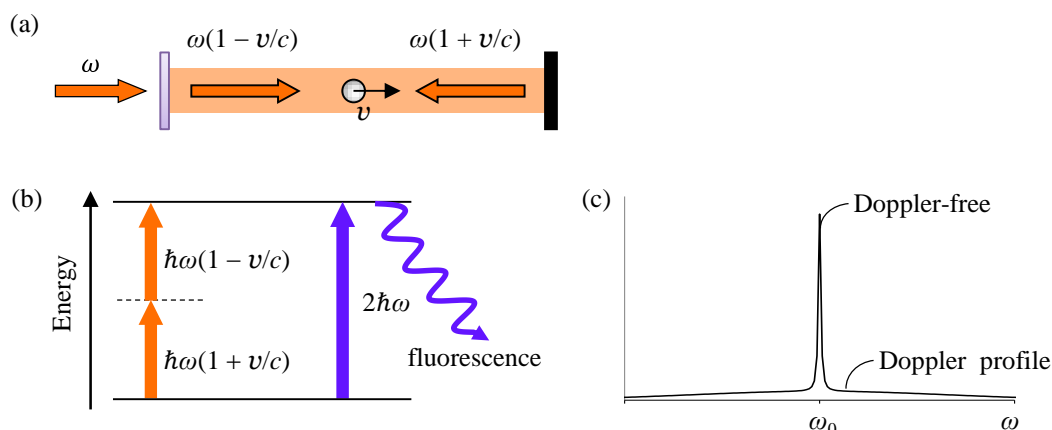 (a)
ω(1 − v/c)
ω(1 + v/c)
ω
v
(b)
Energy
ħω(1 − v/c)
ħω(1 + v/c)
2ħω
fluorescence
(c)
Doppler-free
Doppler profile
ω₀
ω